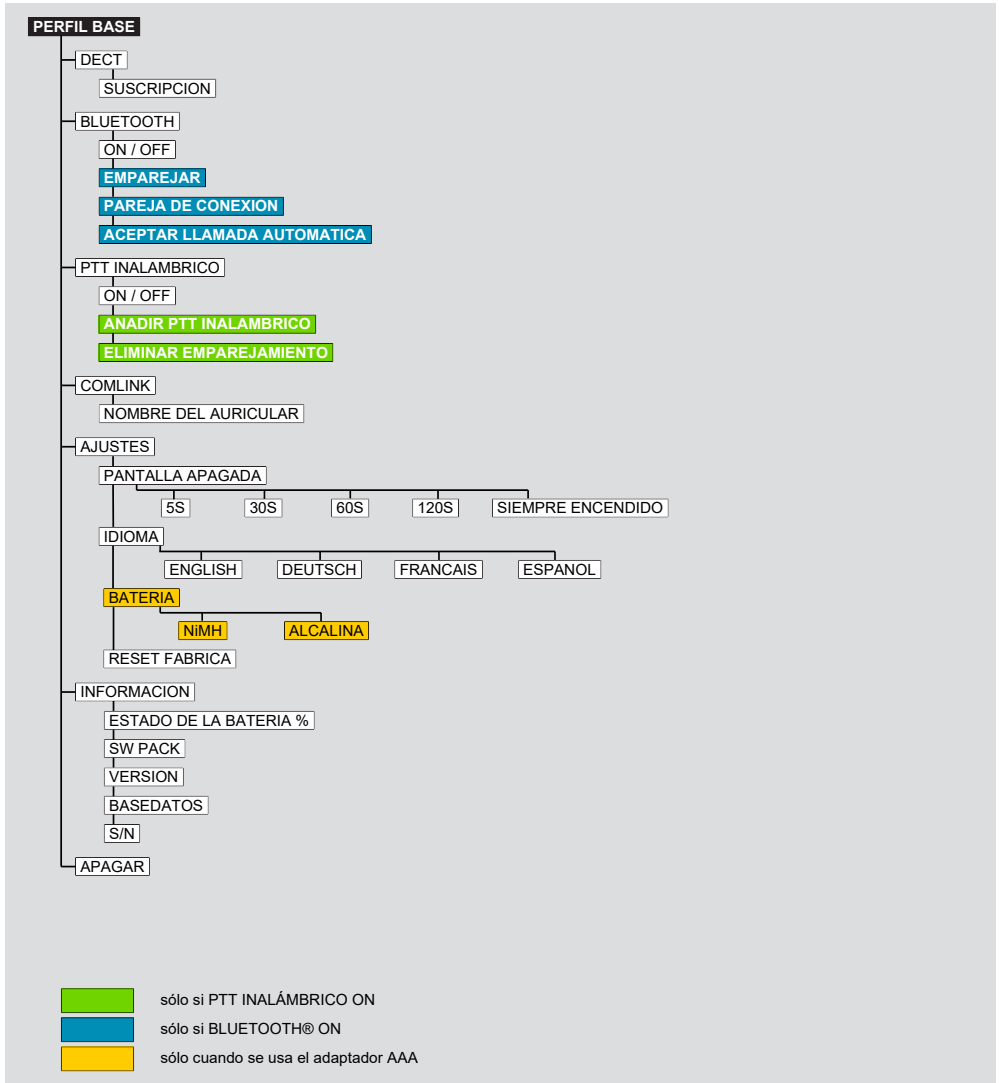 PERFIL BASE
DECT
SUSCRIPCION
BLUETOOTH
ON / OFF
EMPAREJAR
PAREJA DE CONEXION
ACEPTAR LLAMADA AUTOMATICA
PTT INALAMBRICO
ON / OFF
ANADIR PTT INALAMBRICO
ELIMINAR EMPAREJAMIENTO
COMLINK
NOMBRE DEL AURICULAR
AJUSTES
PANTALLA APAGADA
5S 30S 60S 120S SIEMPRE ENCENDIDO
IDIOMA
ENGLISH DEUTSCH FRANCAIS ESPANOL
BATERIA
NiMH ALCALINA
RESET FABRICA
INFORMACION
ESTADO DE LA BATERIA %
SW PACK
VERSION
BASEDATOS
S/N
APAGAR
sólo si PTT INALÁMBRICO ON
sólo si BLUETOOTH® ON
sólo cuando se usa el adaptador AAA